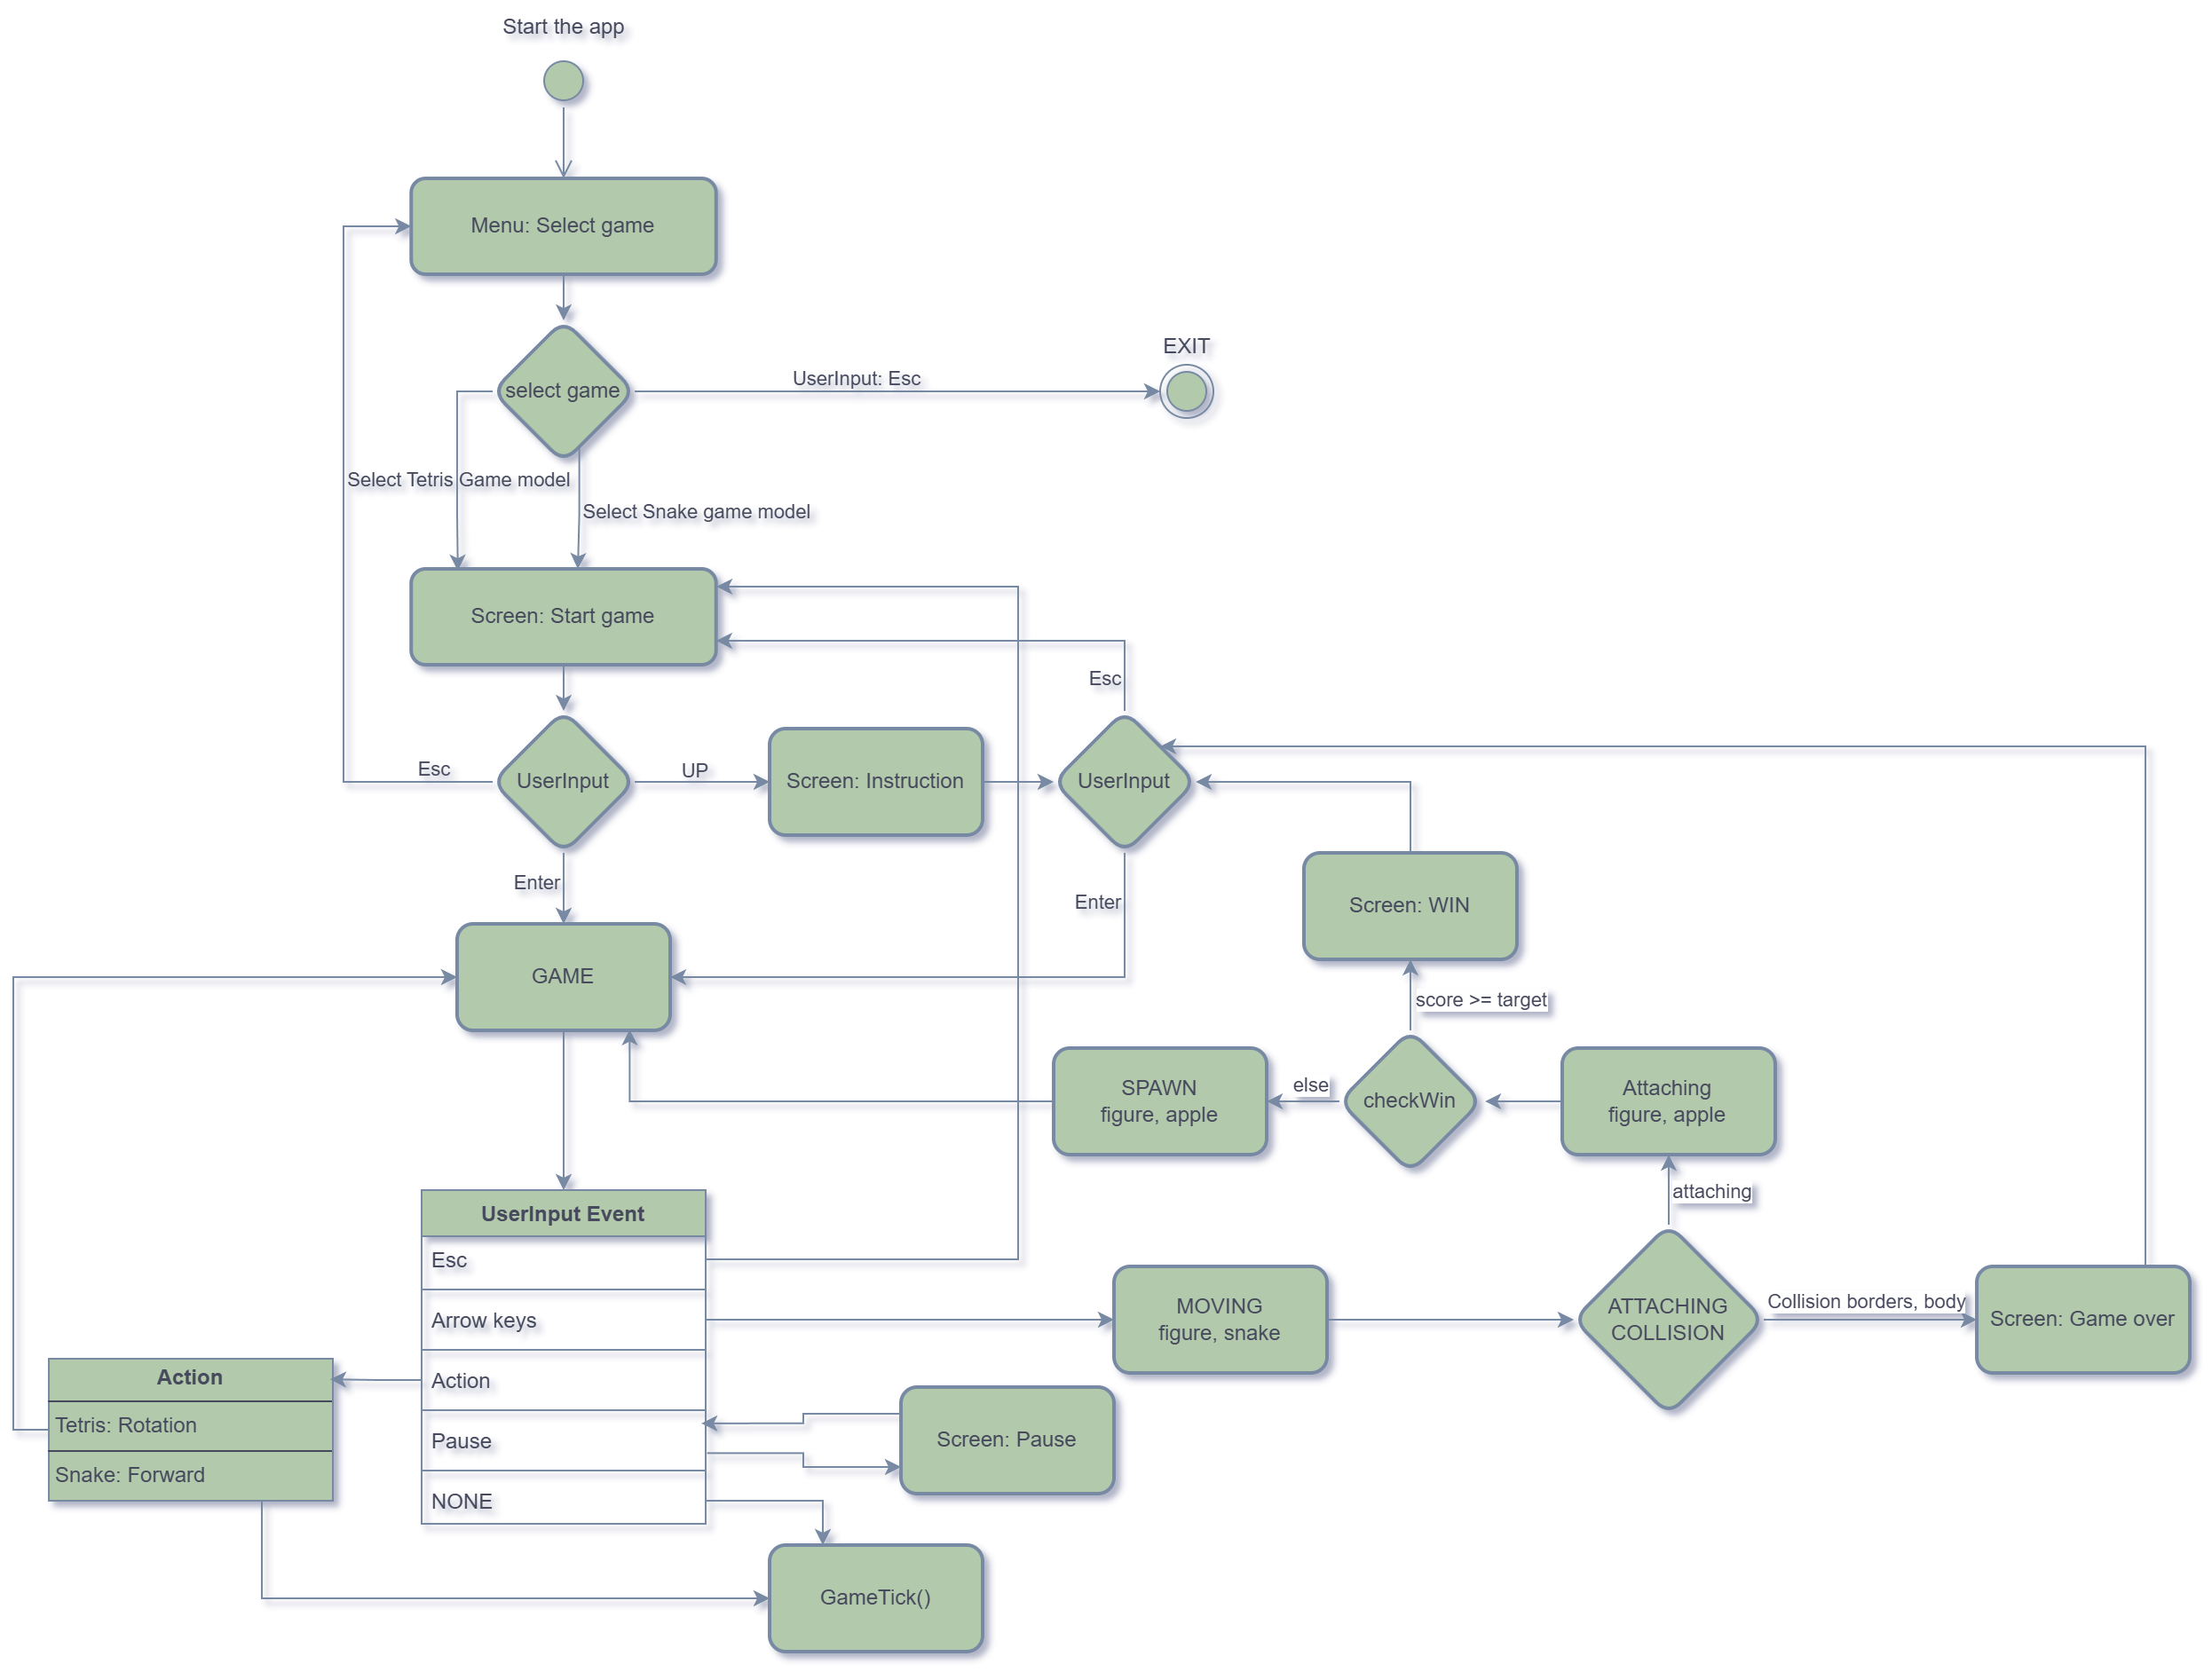 Start the app
Menu: Select game
EXIT
UserInput: Esc
select game
Select Tetris Game model
Select Snake game model
Screen: Start game
Esc
Esc
UP
UserInput
Screen: Instruction
UserInput
Enter
Enter
Screen: WIN
GAME
score >= target
SPAWN
figure, apple
else
checkWin
Attaching
figure, apple
attaching
UserInput Event
Esc
Arrow keys
Action
Pause
NONE
MOVING
figure, snake
ATTACHING
COLLISION
Collision borders, body
Screen: Game over
Action
Tetris: Rotation
Snake: Forward
Screen: Pause
GameTick()